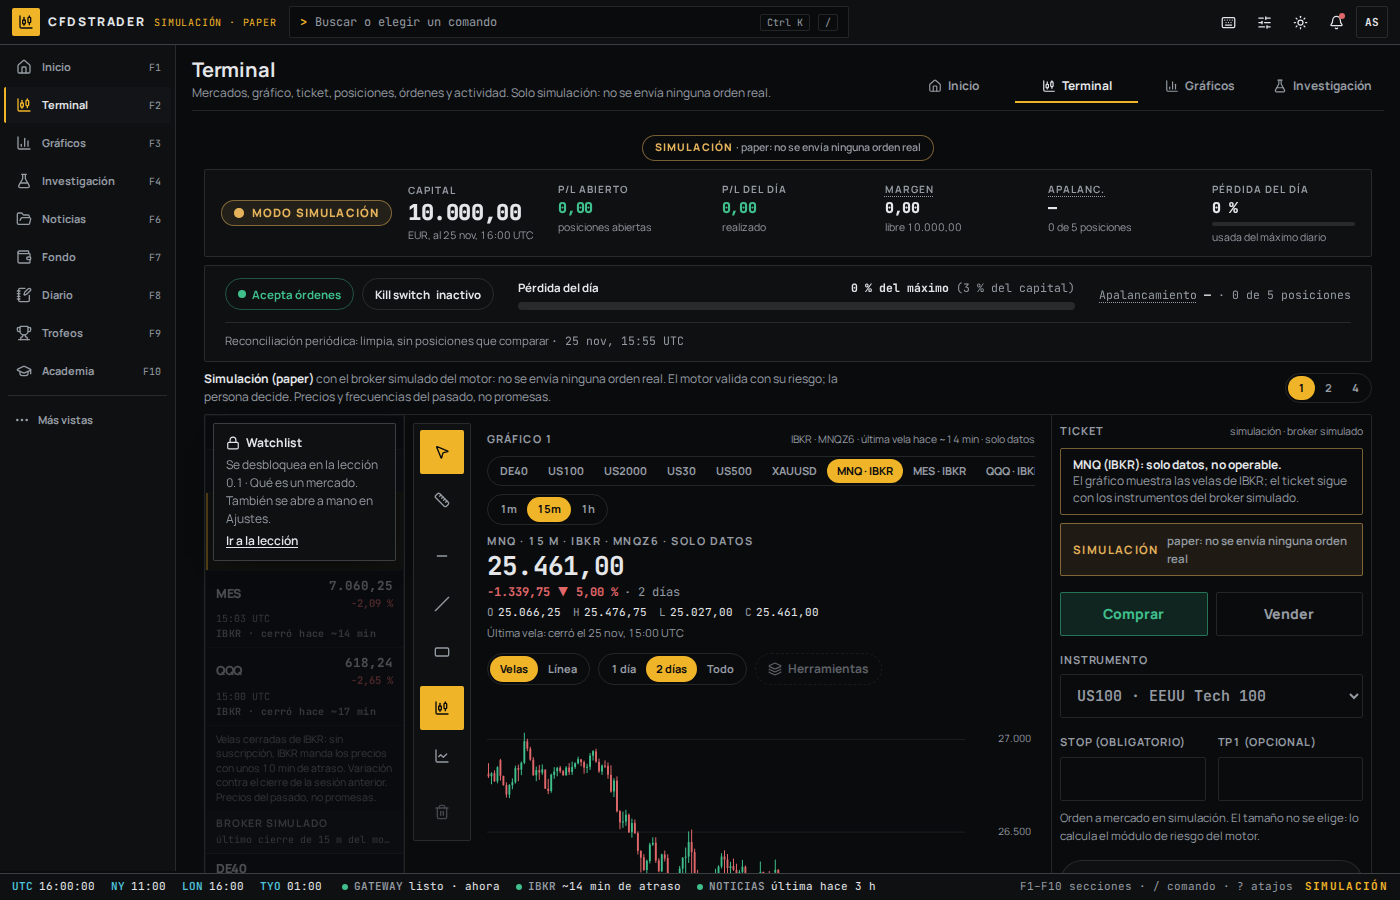 CFDSTRADER SIMULACIÓN · PAPER
> Buscar o elegir un comando Ctrl K /
AS
Inicio F1
Terminal F2
Gráficos F3
Investigación F4
Noticias F6
Fondo F7
Diario F8
Trofeos F9
Academia F10
Más vistas
Terminal
Mercados, gráfico, ticket, posiciones, órdenes y actividad. Solo simulación: no se envía ninguna orden real.
Inicio Terminal Gráficos Investigación
SIMULACIÓN · paper: no se envía ninguna orden real
MODO SIMULACIÓN
CAPITAL
10.000,00
EUR, al 25 nov, 16:00 UTC
P/L ABIERTO
0,00
posiciones abiertas
P/L DEL DÍA
0,00
realizado
MARGEN
0,00
libre 10.000,00
APALANC.
—
0 de 5 posiciones
PÉRDIDA DEL DÍA
0 %
usada del máximo diario
Acepta órdenes
Kill switch inactivo
Pérdida del día 0 % del máximo (3 % del capital)
Apalancamiento — · 0 de 5 posiciones
Reconciliación periódica: limpia, sin posiciones que comparar · 25 nov, 15:55 UTC
Simulación (paper) con el broker simulado del motor: no se envía ninguna orden real. El motor valida con su riesgo; la
persona decide. Precios y frecuencias del pasado, no promesas.
1 2 4
Watchlist
Se desbloquea en la lección
0.1 · Qué es un mercado.
También se abre a mano en
Ajustes.
Ir a la lección
MES 7.060,25
-2,09 %
15:03 UTC
IBKR · cerró hace ~14 min
QQQ 618,24
-2,65 %
15:00 UTC
IBKR · cerró hace ~17 min
Velas cerradas de IBKR: sin
suscripción, IBKR manda los precios
con unos 10 min de atraso. Variación
contra el cierre de la sesión anterior.
Precios del pasado, no promesas.
BROKER SIMULADO
último cierre de 15 m del mo…
DE40
GRÁFICO 1 IBKR · MNQZ6 · última vela hace ~14 min · solo datos
DE40 US100 US2000 US30 US500 XAUUSD MNQ · IBKR MES · IBKR QQQ · IBK
1m 15m 1h
MNQ · 15 M · IBKR · MNQZ6 · SOLO DATOS
25.461,00
-1.339,75 ▼ 5,00 % · 2 días
O 25.066,25 H 25.476,75 L 25.027,00 C 25.461,00
Última vela: cerró el 25 nov, 15:00 UTC
Velas Línea 1 día 2 días Todo Herramientas
27.000
26.500
TICKET simulación · broker simulado
MNQ (IBKR): solo datos, no operable.
El gráfico muestra las velas de IBKR; el ticket sigue
con los instrumentos del broker simulado.
SIMULACIÓN paper: no se envía ninguna orden
real
Comprar Vender
INSTRUMENTO
US100 · EEUU Tech 100
STOP (OBLIGATORIO) TP1 (OPCIONAL)
Orden a mercado en simulación. El tamaño no se elige: lo
calcula el módulo de riesgo del motor.
UTC 16:00:00 NY 11:00 LON 16:00 TYO 01:00 GATEWAY listo · ahora IBKR ~14 min de atraso NOTICIAS última hace 3 h F1–F10 secciones · / comando · ? atajos SIMULACIÓN